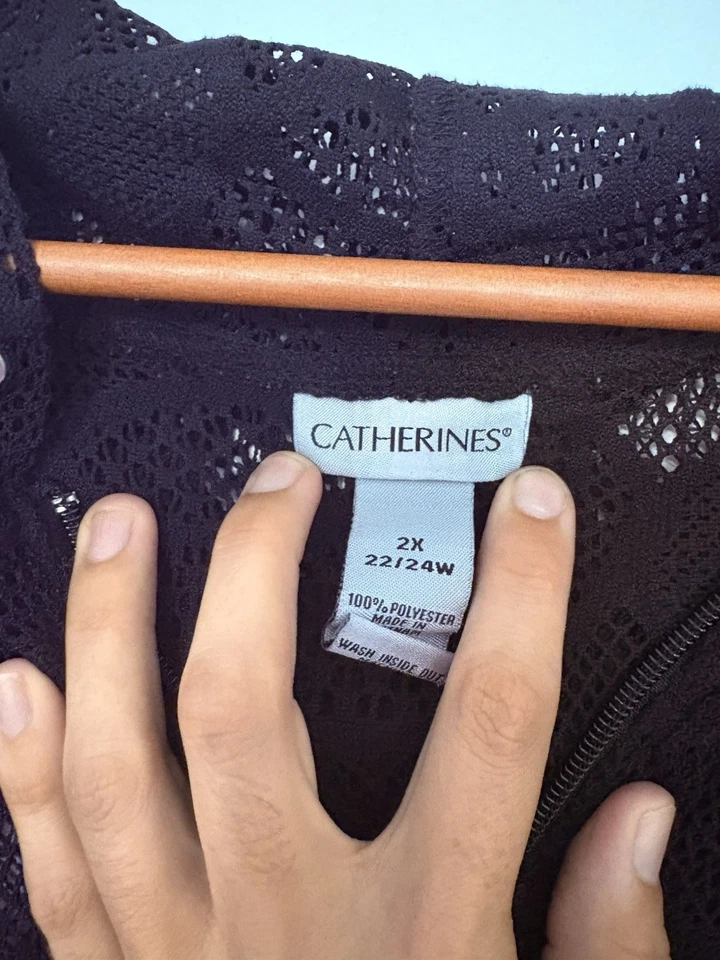 CATHERINES®
2X
22/24W
100% POLYESTER
MADE IN
WASH INSIDE OUT